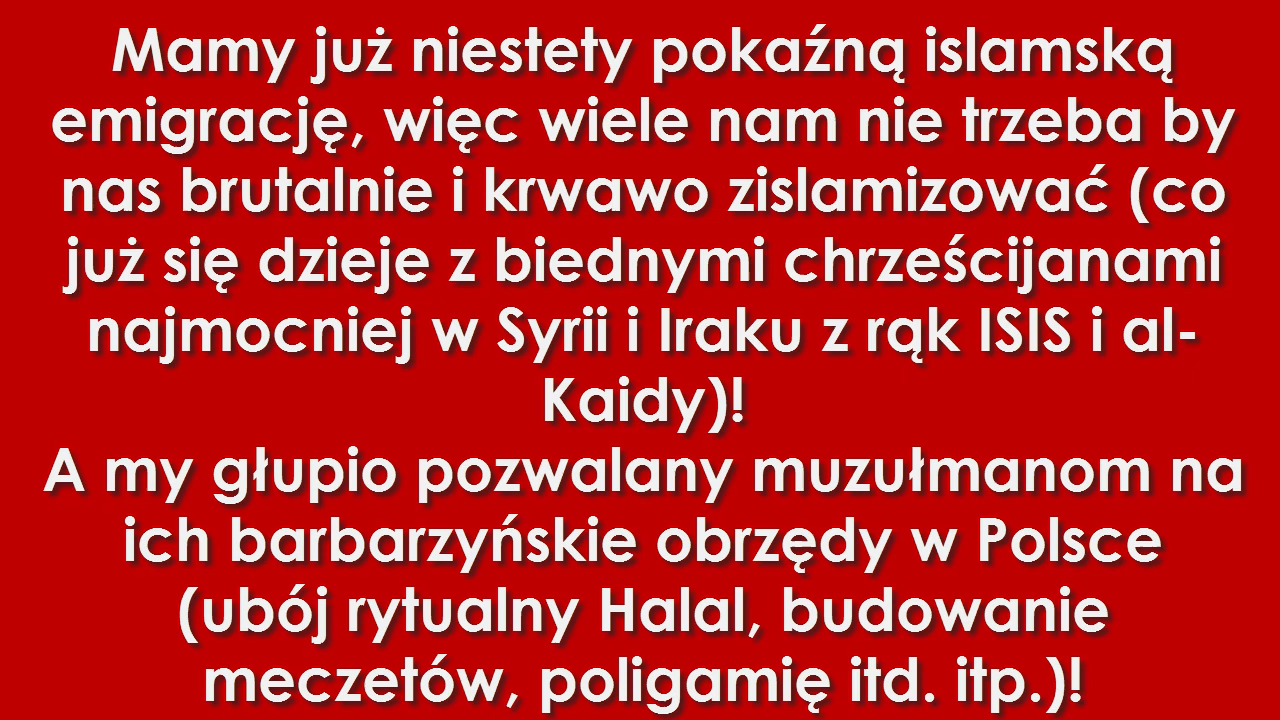 Mamy już niestety pokaźną islamską
emigrację, więc wiele nam nie trzeba by
nas brutalnie i krwawo zislamizować (co
już się dzieje z biednymi chrześcijanami
najmocniej w Syrii i Iraku z rąk ISIS i al-
Kaidy)!
A my głupio pozwalany muzułmanom na
ich barbarzyńskie obrzędy w Polsce
(ubój rytualny Halal, budowanie
meczetów, poligamię itd. itp.)!